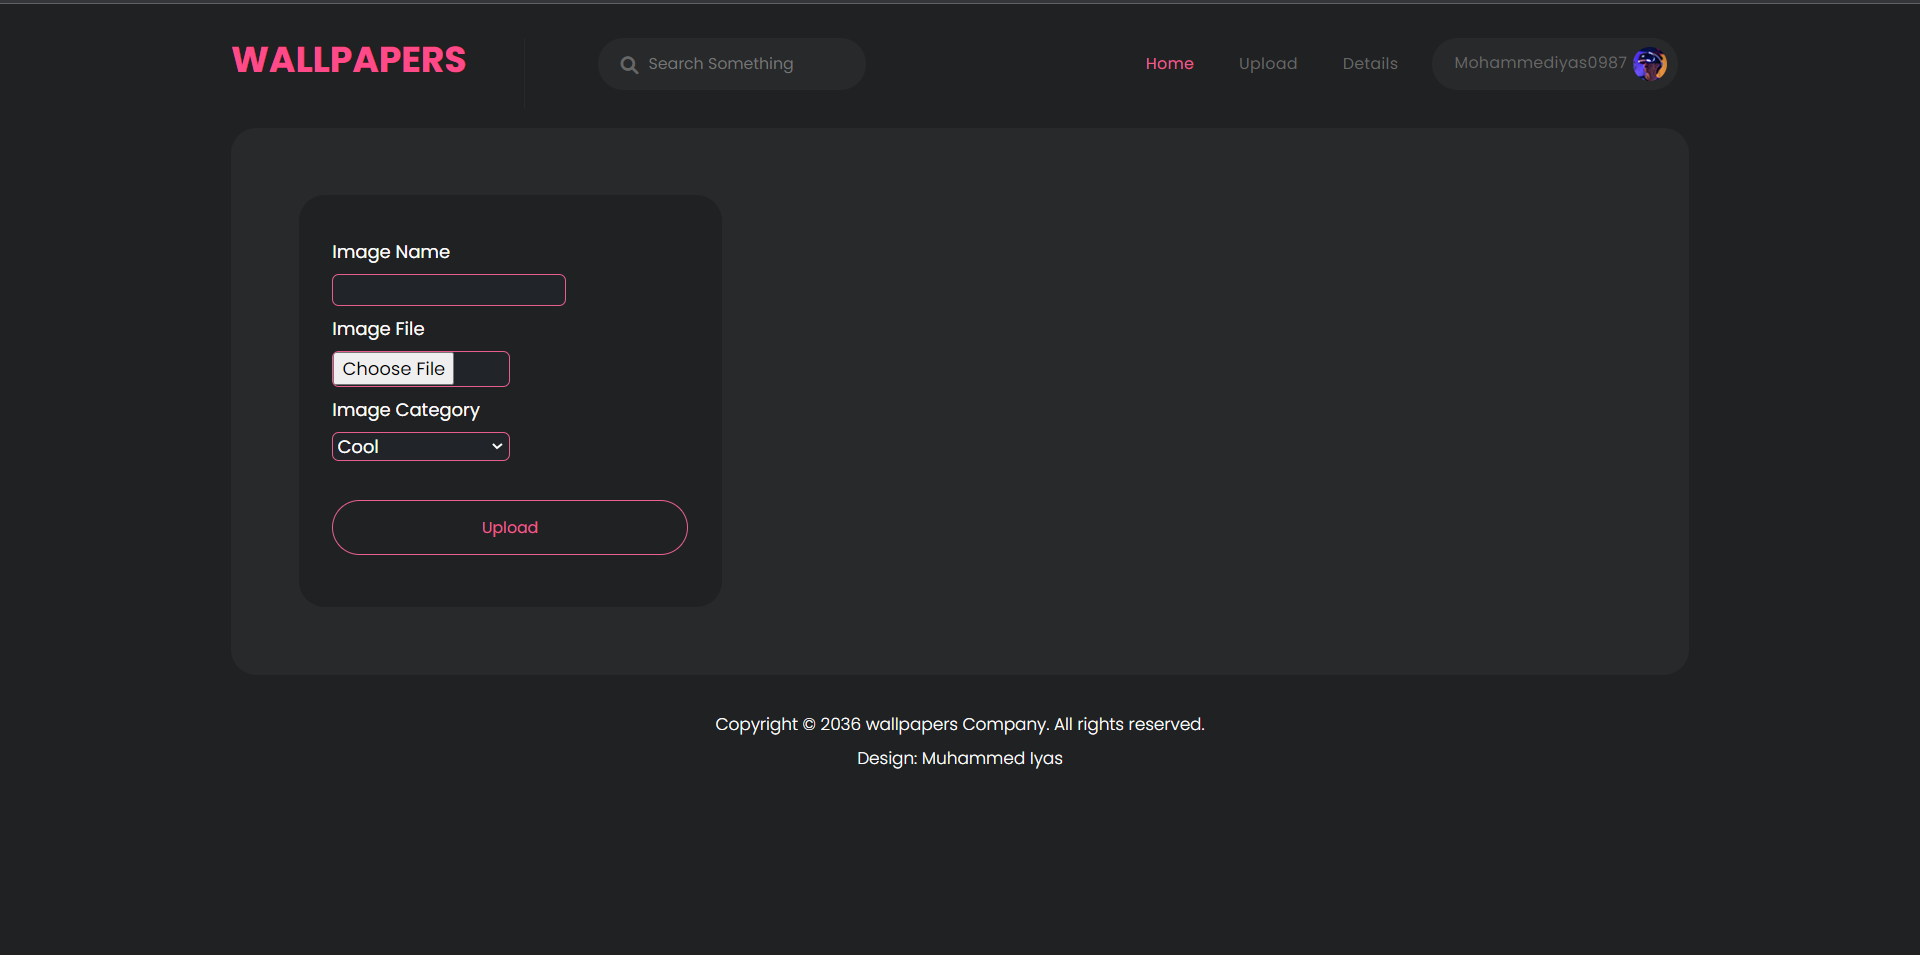 WALLPAPERS
Search Something
Home
Upload
Details
Mohammediyas0987
Image Name
Image File
Choose File
Image Category
Cool
Upload
Copyright © 2036 wallpapers Company. All rights reserved.
Design: Muhammed Iyas